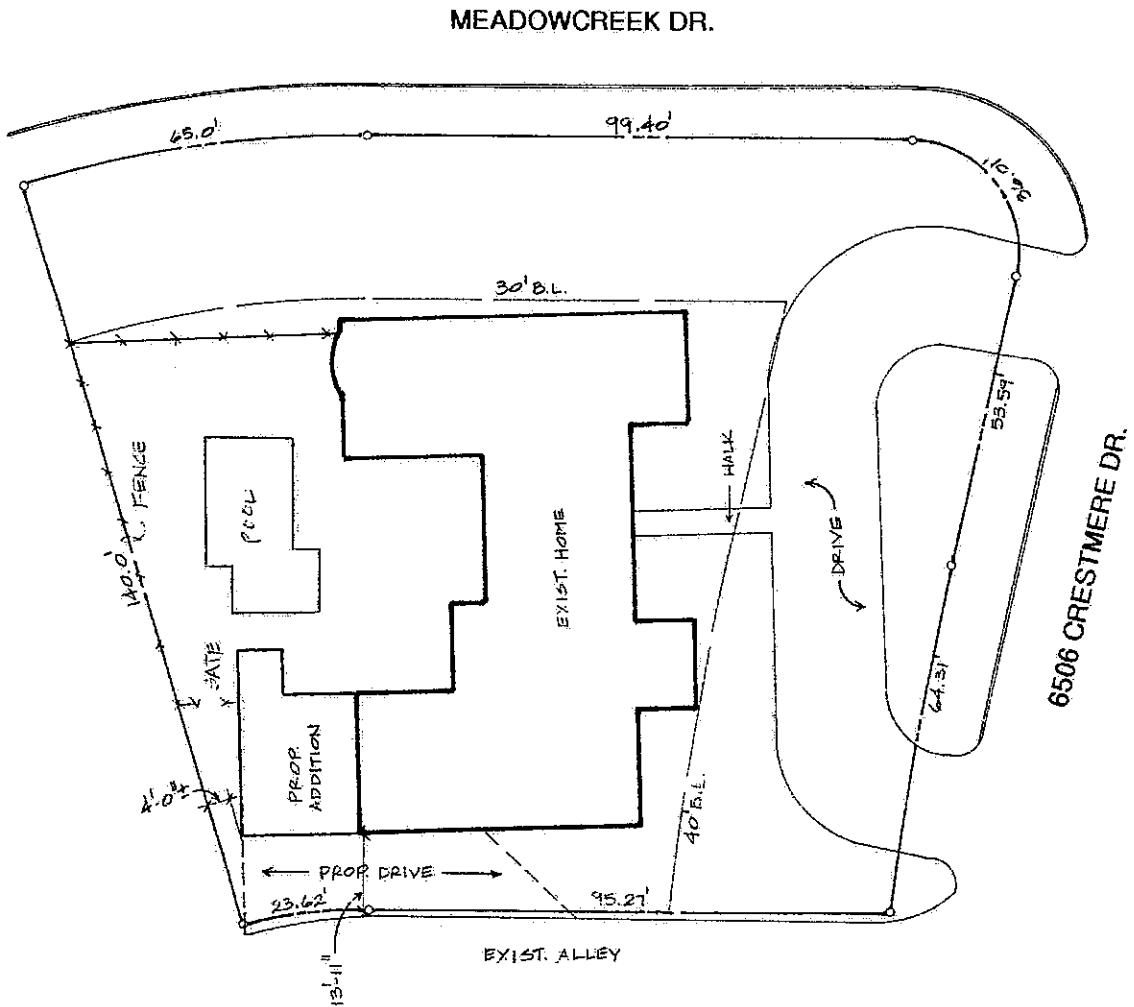 MEADOWCREEK DR.
65.0'
99.40'
36.01'
30' B.L.
53.59'
FENCE
POOL
WALK
DRIVE
EXIST. HOME
140.0'
6506 CRESTMERE DR.
GATE
64.31'
PROP.
ADDITION
4'-0"±
40' B.L.
PROP. DRIVE
23.62'
95.27'
13'-11"
EXIST. ALLEY